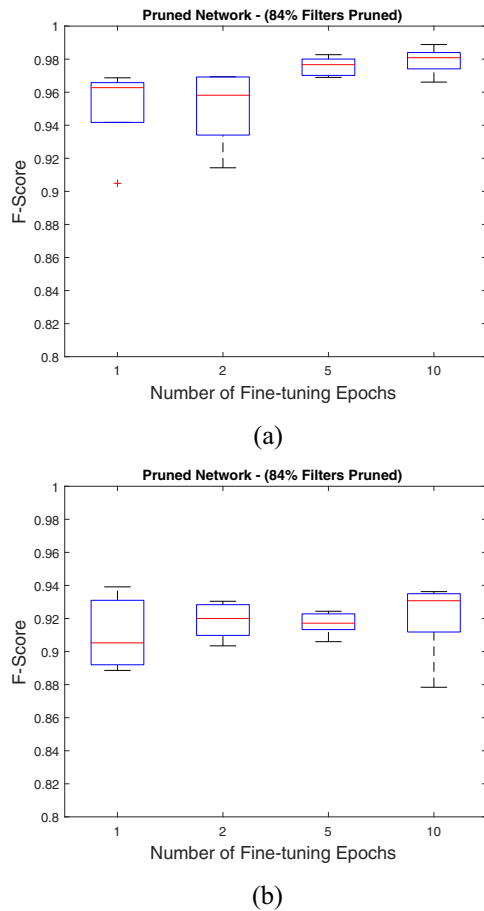 Pruned Network - (84% Filters Pruned)
1
0.98
0.96
0.94
0.92
0.9
0.88
0.86
0.84
0.82
0.8
F-Score
1 2 5 10
Number of Fine-tuning Epochs
(a)
Pruned Network - (84% Filters Pruned)
1
0.98
0.96
0.94
0.92
0.9
0.88
0.86
0.84
0.82
0.8
F-Score
1 2 5 10
Number of Fine-tuning Epochs
(b)